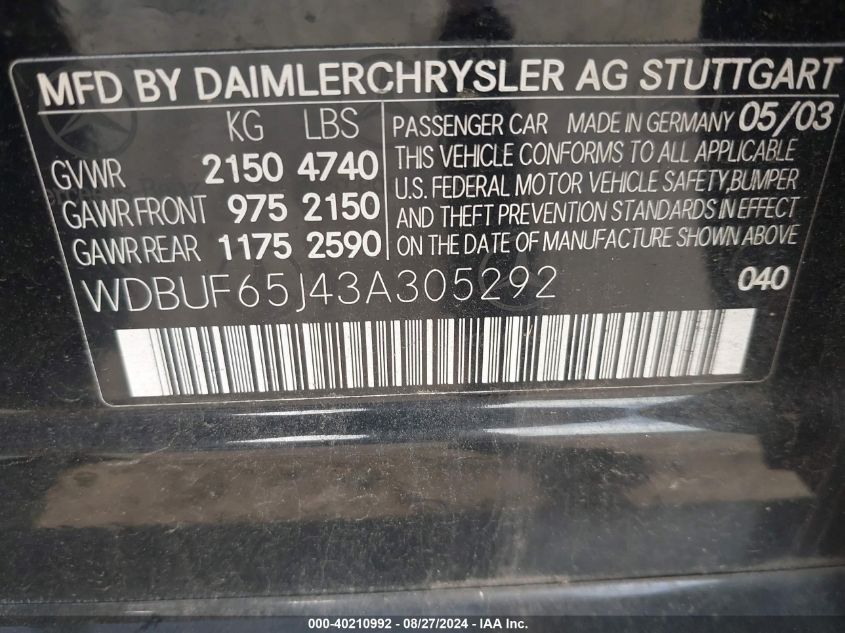 MFD BY DAIMLERCHRYSLER AG STUTTGART
KG LBS
GVWR 2150 4740
GAWR FRONT 975 2150
GAWR REAR 1175 2590
PASSENGER CAR MADE IN GERMANY 05/03
THIS VEHICLE CONFORMS TO ALL APPLICABLE
U.S. FEDERAL MOTOR VEHICLE SAFETY,BUMPER
AND THEFT PREVENTION STANDARDS IN EFFECT
ON THE DATE OF MANUFACTURE SHOWN ABOVE
WDBUF65J43A305292 040
000-40210992 - 08/27/2024 - IAA Inc.